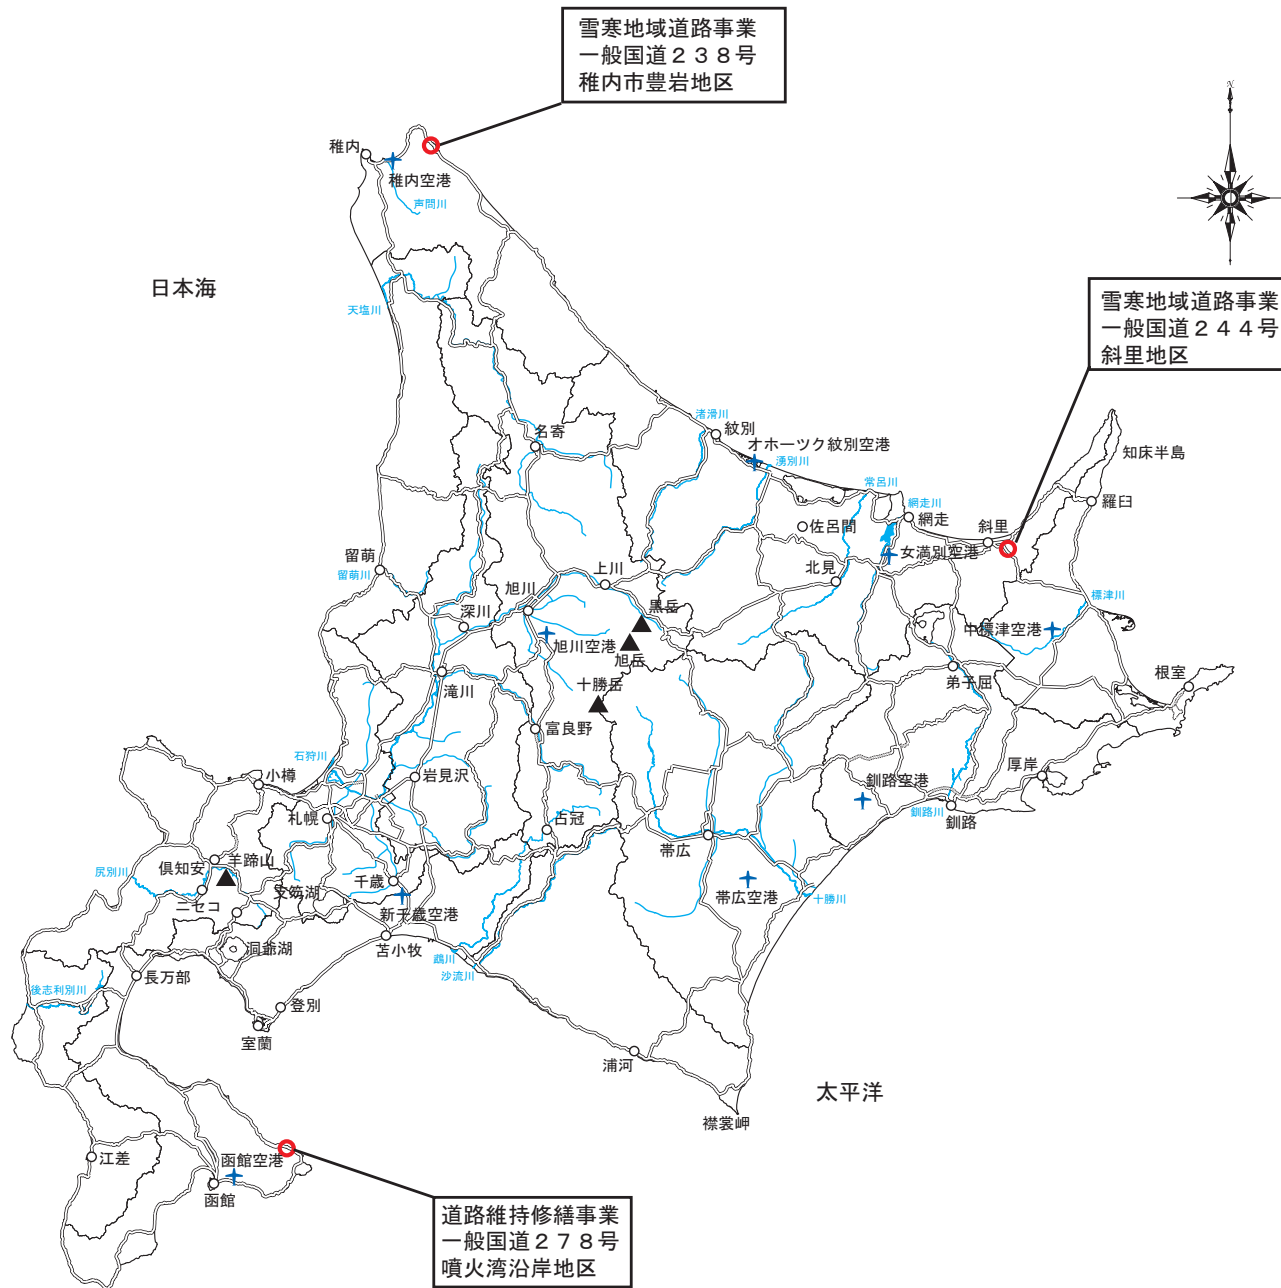 雪寒地域道路事業
一般国道２３８号
稚内市豊岩地区
稚内
稚内空港
声問川
日本海
天塩川
雪寒地域道路事業
一般国道２４４号
斜里地区
渚滑川
紋別
名寄
オホーツク紋別空港
湧別川
知床半島
常呂川
網走川
羅臼
網走
佐呂間
斜里
女満別空港
留萌
留萌川
上川
北見
旭川
黒岳
標津川
深川
中標津空港
旭川空港
旭岳
滝川
十勝岳
弟子屈
根室
富良野
石狩川
小樽
岩見沢
厚岸
釧路空港
釧路川
釧路
札幌
占冠
帯広
羊蹄山
倶知安
尻別川
支笏湖
千歳
帯広空港
十勝川
ニセコ
新千歳空港
洞爺湖
苫小牧
鵡川
沙流川
長万部
後志利別川
登別
室蘭
浦河
太平洋
襟裳岬
江差
函館空港
函館
道路維持修繕事業
一般国道２７８号
噴火湾沿岸地区
N